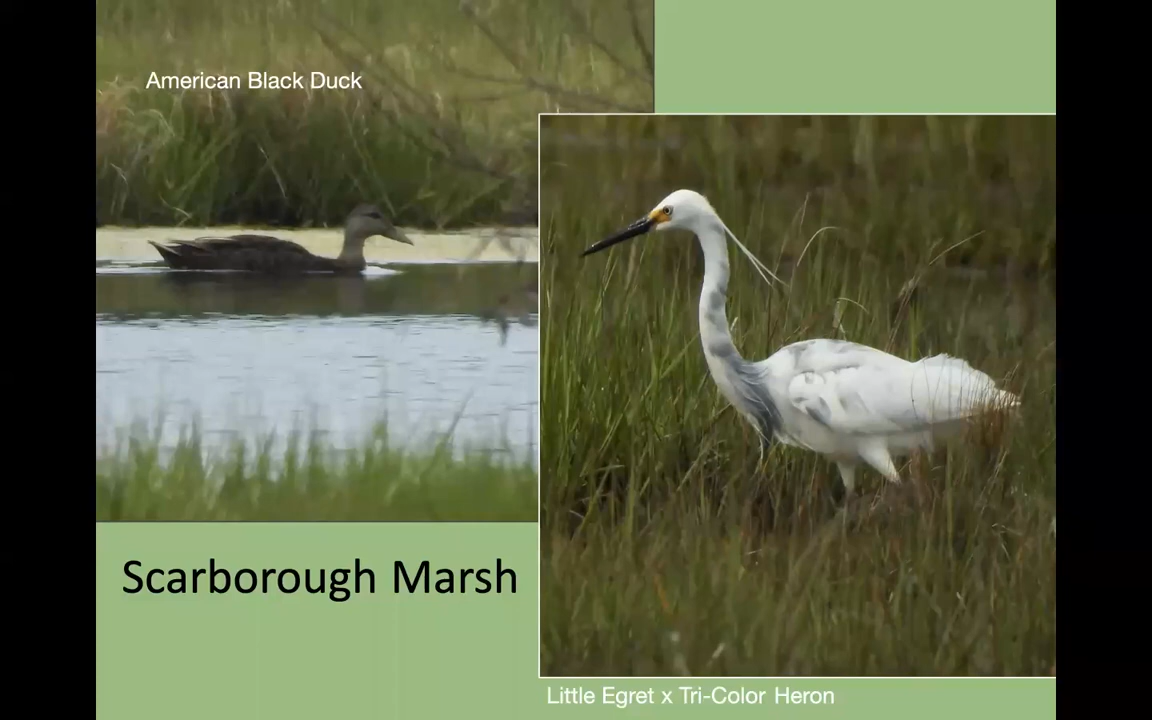 American Black Duck
Scarborough Marsh
Little Egret x Tri-Color Heron